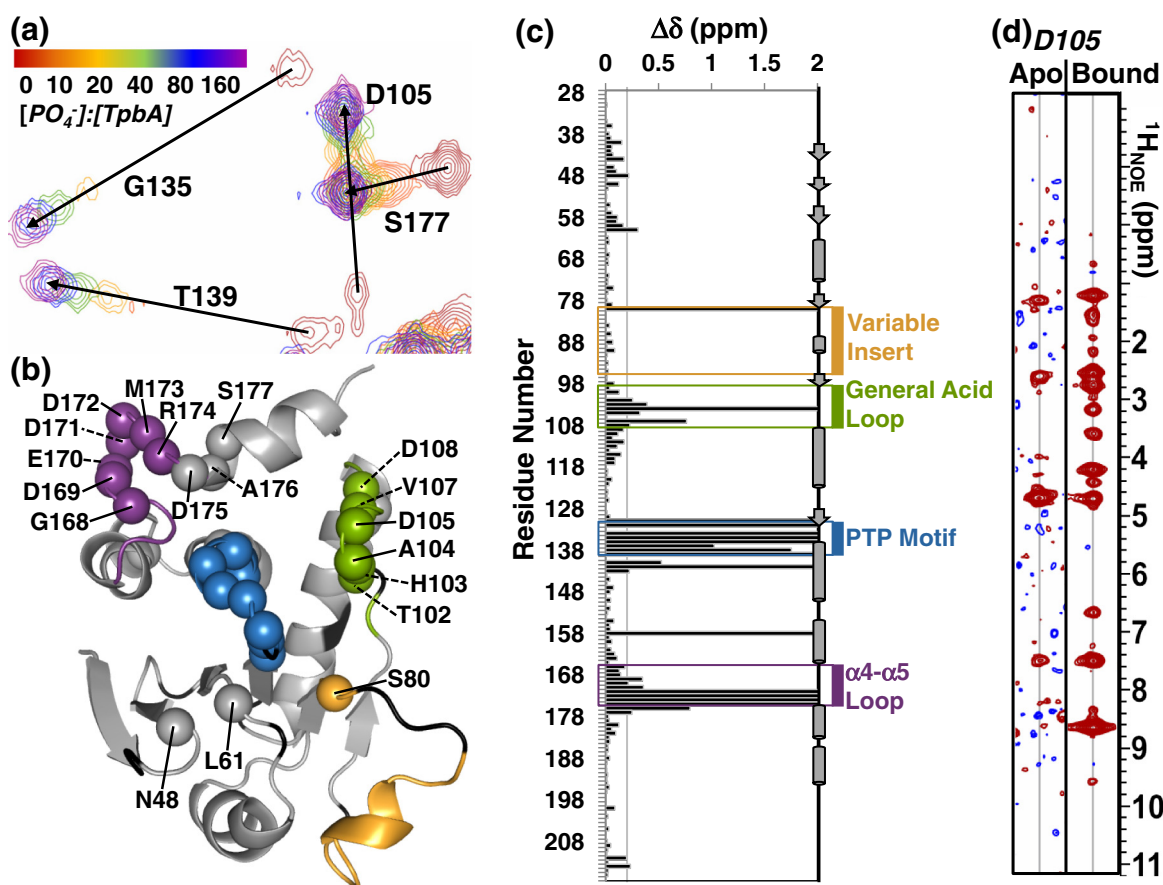 (a)
0 10 20 40 80 160
[PO₄⁻]:[TpbA]
D105
G135
S177
T139
(b)
S177
M173
D172
R174
D171
E170
D169
G168
A176
D175
D108
V107
D105
A104
H103
T102
S80
L61
N48
(c)
Δδ (ppm)
0 0.5 1 1.5 2
Residue Number
28
38
48
58
68
78
88
98
108
118
128
138
148
158
168
178
188
198
208
Variable
Insert
General Acid
Loop
PTP Motif
α4-α5
Loop
(d) D105
Apo Bound
¹H_NOE (ppm)
2
3
4
5
6
7
8
9
10
11